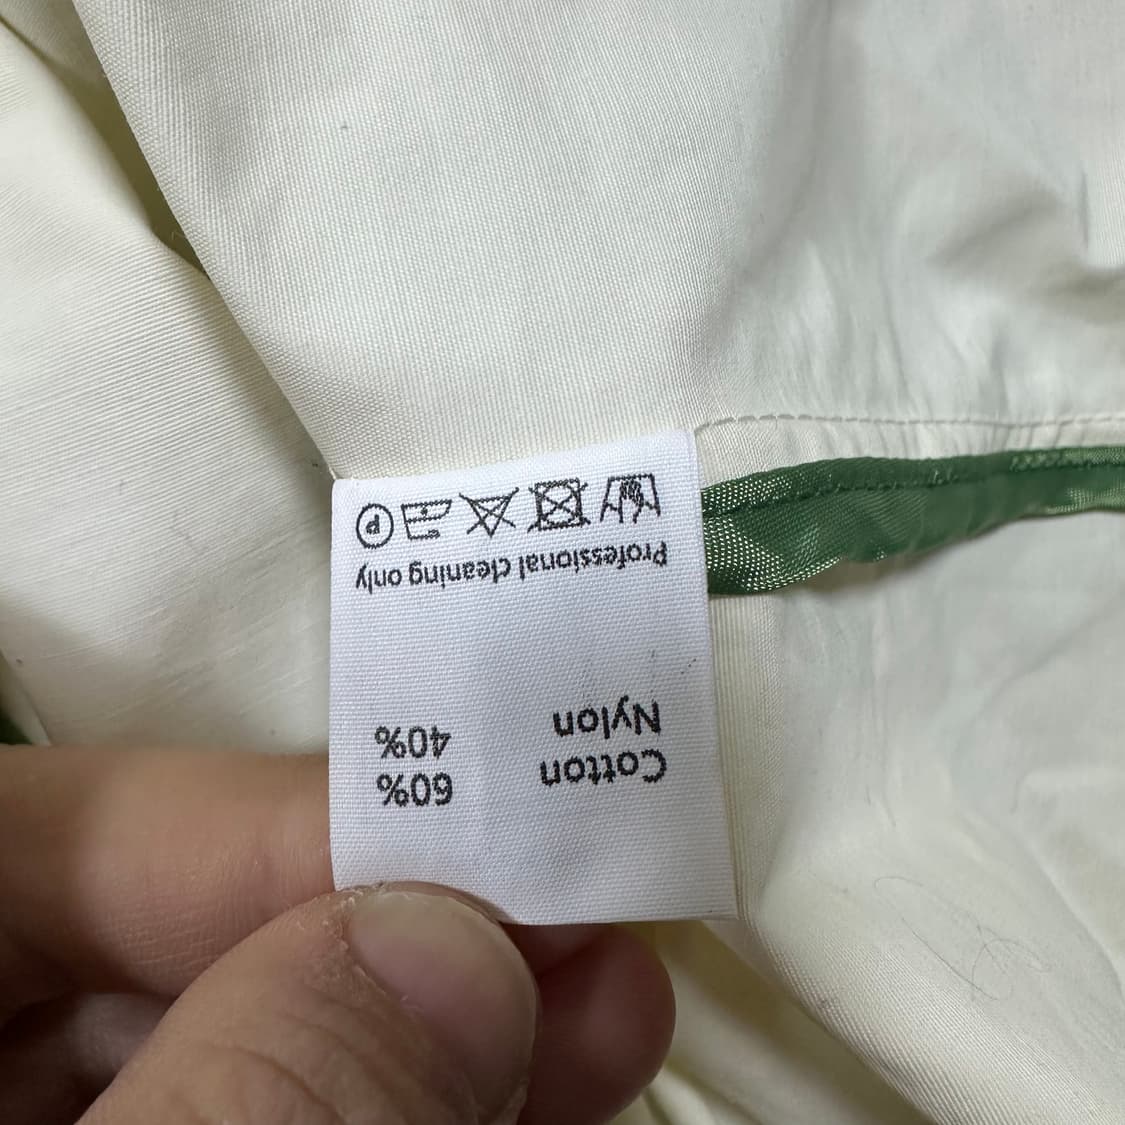 Cotton 60%
Nylon 40%
Professional cleaning only
P